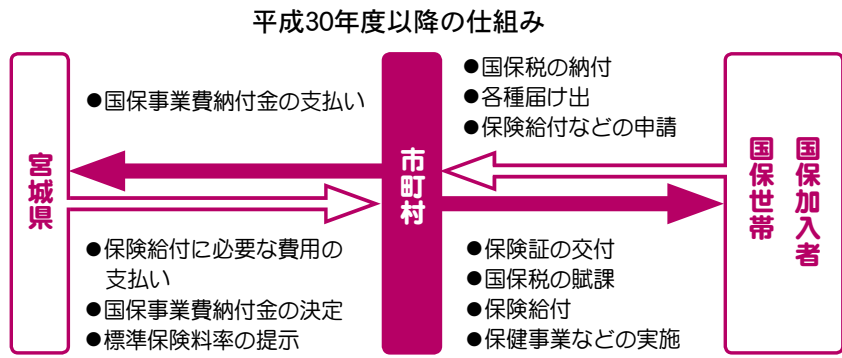 平成30年度以降の仕組み
宮城県
●国保事業費納付金の支払い
●保険給付に必要な費用の
支払い
●国保事業費納付金の決定
●標準保険料率の提示
市町村
●国保税の納付
●各種届け出
●保険給付などの申請
●保険証の交付
●国保税の賦課
●保険給付
●保健事業などの実施
国保加入者
国保世帯